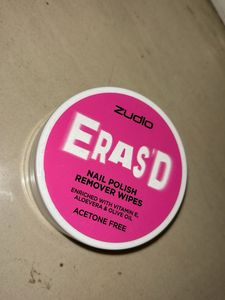 zudio
ERAS'D
NAIL POLISH
REMOVER WIPES
ENRICHED WITH VITAMIN E,
ALOEVERA & OLIVE OIL
ACETONE FREE